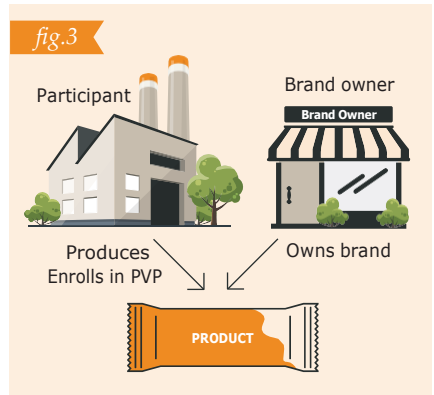 fig.3
Participant
Brand owner
Brand Owner
Produces
Enrolls in PVP
Owns brand
PRODUCT